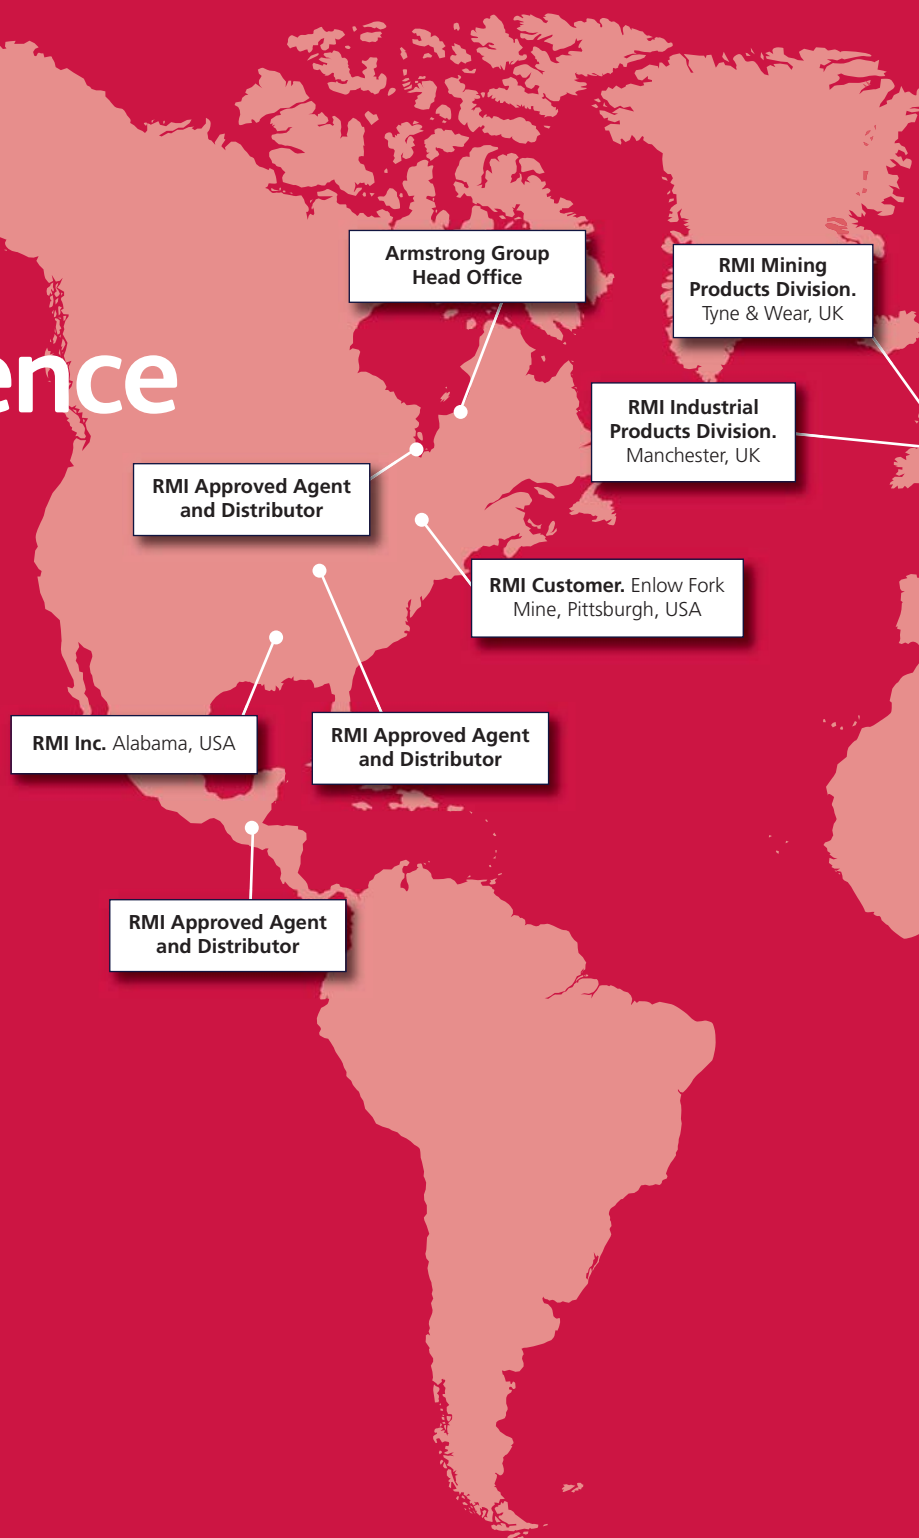 Armstrong Group
Head Office
RMI Mining
Products Division.
Tyne & Wear, UK
ence
RMI Industrial
Products Division.
Manchester, UK
RMI Approved Agent
and Distributor
RMI Customer. Enlow Fork
Mine, Pittsburgh, USA
RMI Inc. Alabama, USA
RMI Approved Agent
and Distributor
RMI Approved Agent
and Distributor